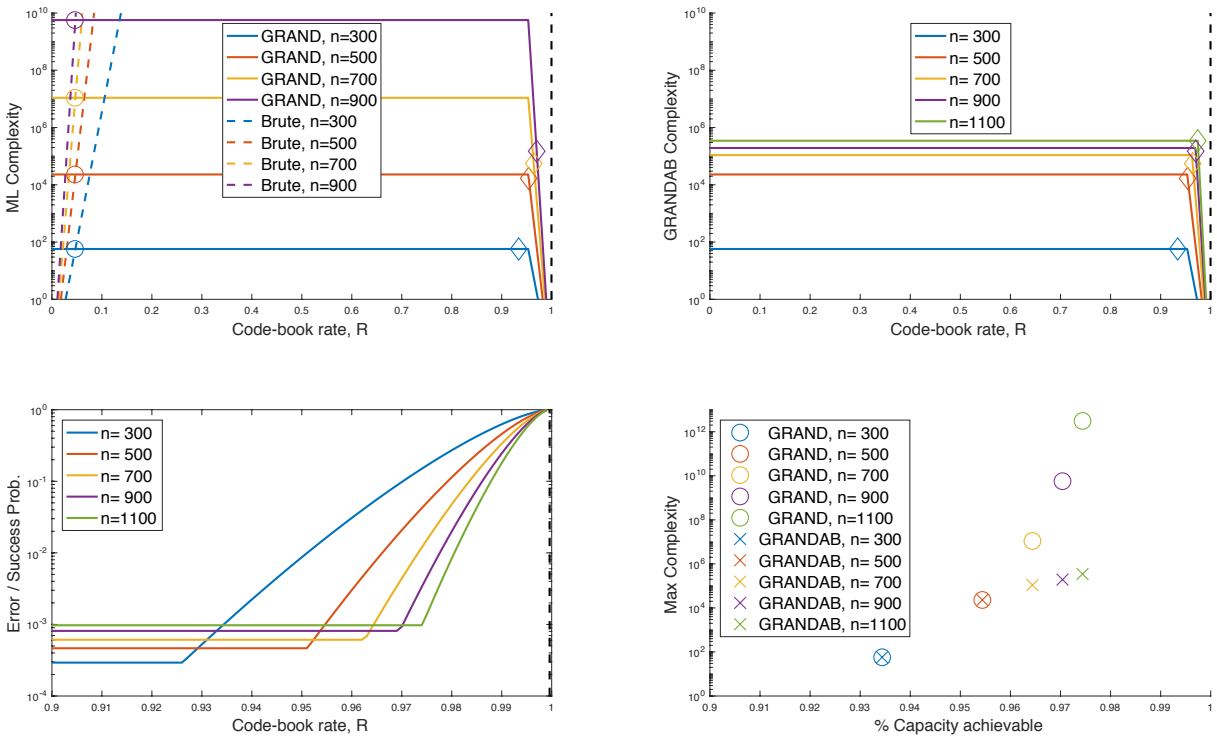 10^10
10^8
10^6
10^4
10^2
10^0
ML Complexity
0 0.1 0.2 0.3 0.4 0.5 0.6 0.7 0.8 0.9 1
Code-book rate, R
GRAND, n=300
GRAND, n=500
GRAND, n=700
GRAND, n=900
Brute, n=300
Brute, n=500
Brute, n=700
Brute, n=900
10^10
10^8
10^6
10^4
10^2
10^0
GRANDAB Complexity
0 0.1 0.2 0.3 0.4 0.5 0.6 0.7 0.8 0.9 1
Code-book rate, R
n= 300
n= 500
n= 700
n= 900
n=1100
10^0
10^-1
10^-2
10^-3
10^-4
Error / Success Prob.
0.9 0.91 0.92 0.93 0.94 0.95 0.96 0.97 0.98 0.99 1
Code-book rate, R
n= 300
n= 500
n= 700
n= 900
n=1100
10^12
10^10
10^8
10^6
10^4
10^2
10^0
Max Complexity
0.9 0.91 0.92 0.93 0.94 0.95 0.96 0.97 0.98 0.99 1
% Capacity achievable
GRAND, n= 300
GRAND, n= 500
GRAND, n= 700
GRAND, n= 900
GRAND, n=1100
GRANDAB, n= 300
GRANDAB, n= 500
GRANDAB, n= 700
GRANDAB, n= 900
GRANDAB, n=1100